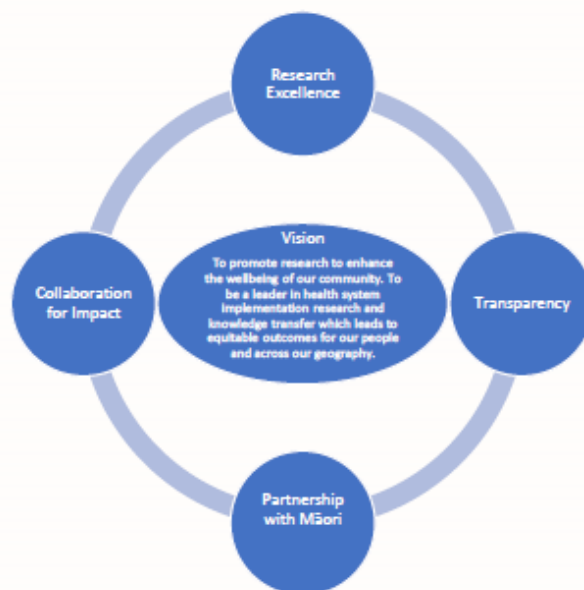 Research
Excellence
Collaboration
for Impact
Vision
To promote research to enhance
the wellbeing of our community. To
be a leader in health system
implementation research and
knowledge transfer which leads to
equitable outcomes for our people
and across our geography.
Transparency
Partnership
with Māori